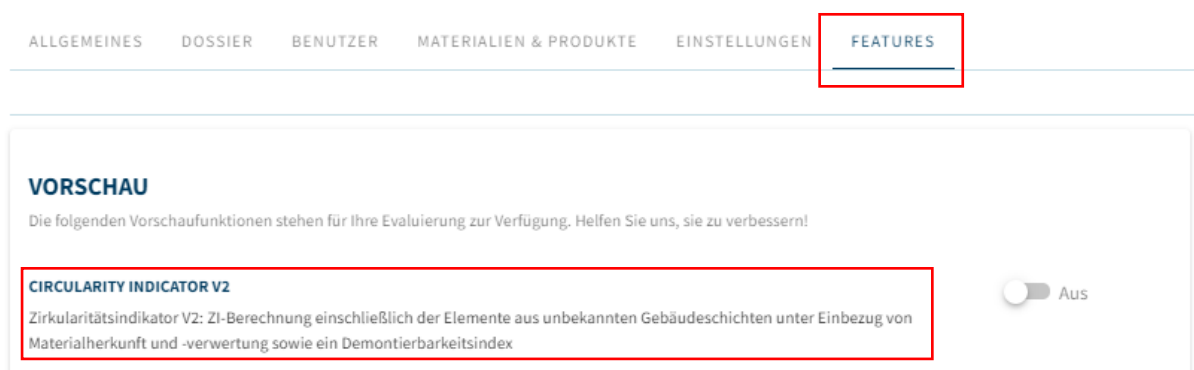 ALLGEMEINES DOSSIER BENUTZER MATERIALIEN & PRODUKTE EINSTELLUNGEN FEATURES
VORSCHAU
Die folgenden Vorschaufunktionen stehen für Ihre Evaluierung zur Verfügung. Helfen Sie uns, sie zu verbessern!
CIRCULARITY INDICATOR V2
Aus
Zirkularitätsindikator V2: ZI-Berechnung einschließlich der Elemente aus unbekannten Gebäudeschichten unter Einbezug von
Materialherkunft und -verwertung sowie ein Demontierbarkeitsindex